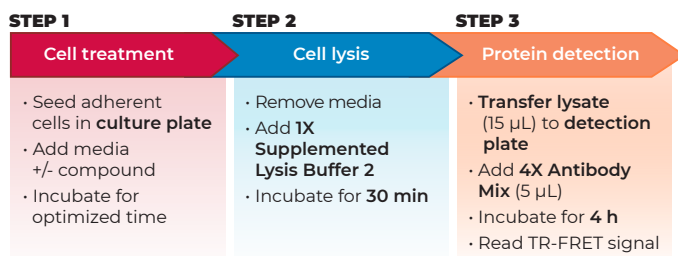 STEP 1
Cell treatment
· Seed adherent
cells in culture plate
· Add media
+/- compound
· Incubate for
optimized time
STEP 2
Cell lysis
· Remove media
· Add 1X
Supplemented
Lysis Buffer 2
· Incubate for 30 min
STEP 3
Protein detection
· Transfer lysate
(15 µL) to detection
plate
· Add 4X Antibody
Mix (5 µL)
· Incubate for 4 h
· Read TR-FRET signal